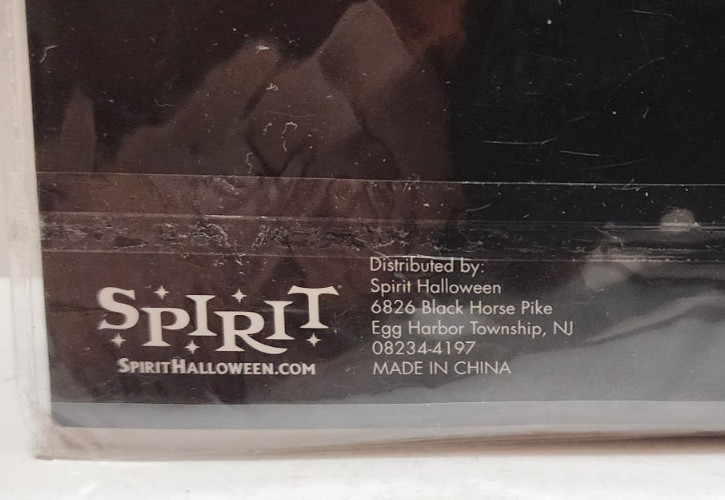 SPIRIT
SPIRITHALLOWEEN.COM
Distributed by:
Spirit Halloween
6826 Black Horse Pike
Egg Harbor Township, NJ
08234-4197
MADE IN CHINA